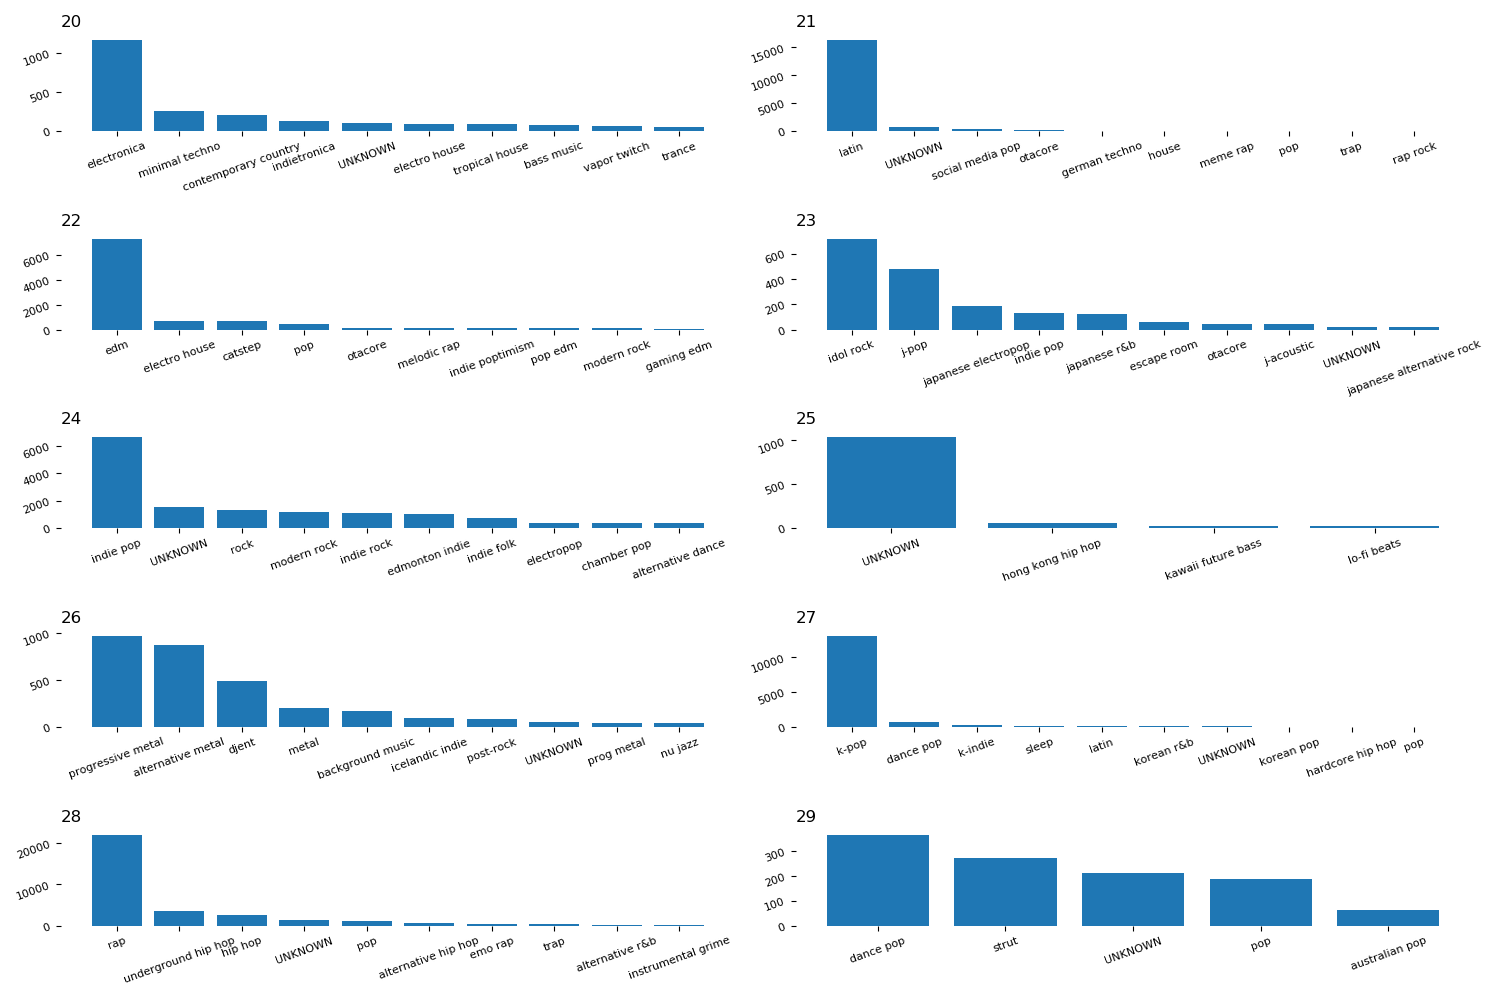 20
1000
500
0
electronica
minimal techno
contemporary country
indietronica
UNKNOWN
electro house
tropical house
bass music
vapor twitch
trance
21
15000
10000
5000
0
latin
UNKNOWN
social media pop
otacore
german techno
house
meme rap
pop
trap
rap rock
22
6000
4000
2000
0
edm
electro house
catstep
pop
otacore
melodic rap
indie poptimism
pop edm
modern rock
gaming edm
23
600
400
200
0
idol rock
j-pop
japanese electropop
indie pop
japanese r&b
escape room
otacore
j-acoustic
UNKNOWN
japanese alternative rock
24
6000
4000
2000
0
indie pop
UNKNOWN
rock
modern rock
indie rock
edmonton indie
indie folk
electropop
chamber pop
alternative dance
25
1000
500
0
UNKNOWN
hong kong hip hop
kawaii future bass
lo-fi beats
26
1000
500
0
progressive metal
alternative metal
djent
metal
background music
icelandic indie
post-rock
UNKNOWN
prog metal
nu jazz
27
10000
5000
0
k-pop
dance pop
k-indie
sleep
latin
korean r&b
UNKNOWN
korean pop
hardcore hip hop
pop
28
20000
10000
0
rap
underground hip hop
hip hop
UNKNOWN
pop
alternative hip hop
emo rap
trap
alternative r&b
instrumental grime
29
300
200
100
0
dance pop
strut
UNKNOWN
pop
australian pop